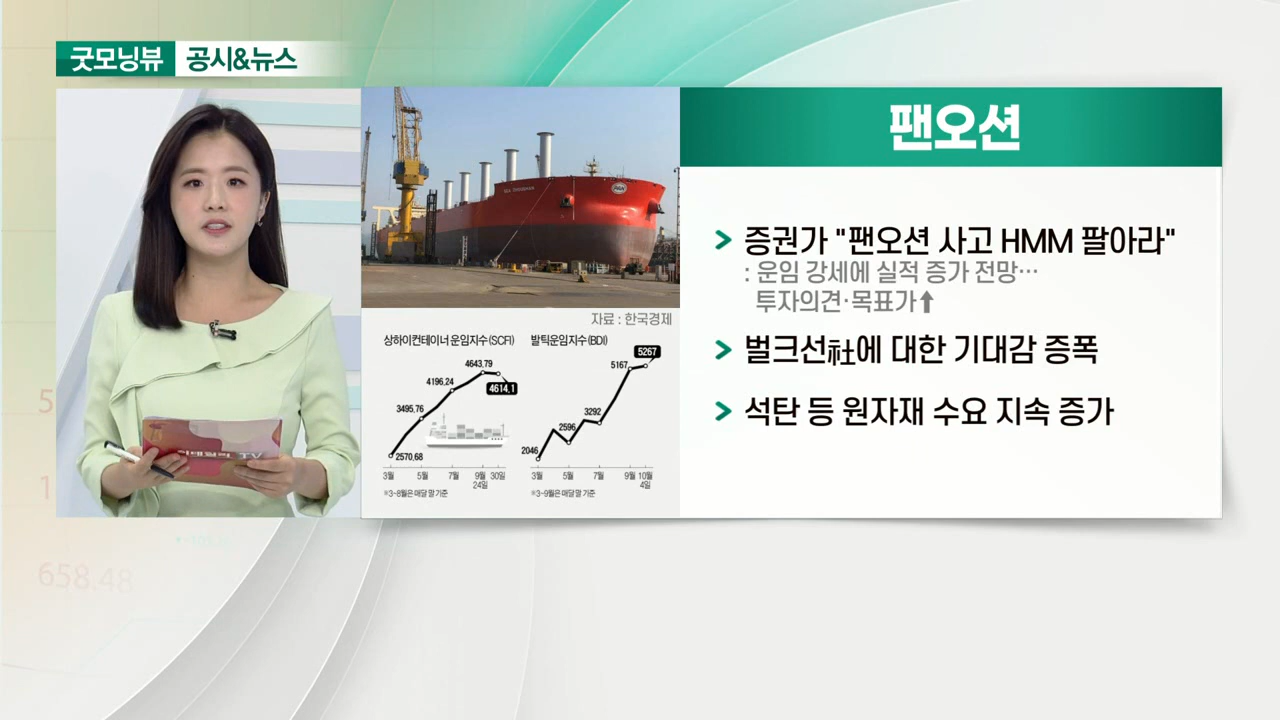 굿모닝뷰 공시&뉴스
팬오션
증권가 "팬오션 사고 HMM 팔아라"
: 운임 강세에 실적 증가 전망…
투자의견·목표가⬆
벌크선社에 대한 기대감 증폭
석탄 등 원자재 수요 지속 증가
자료 : 한국경제
상하이컨테이너 운임지수(SCFI)
4643.79
4196.24
4614.1
3495.76
2570.68
3월 5월 7월 9월 30일
24일
※3~8월은 매달 말 기준
발틱운임지수(BDI)
5267
5167
3292
2596
2046
3월 5월 7월 9월 10월
4일
※3~9월은 매달 말 기준
TV
658.48